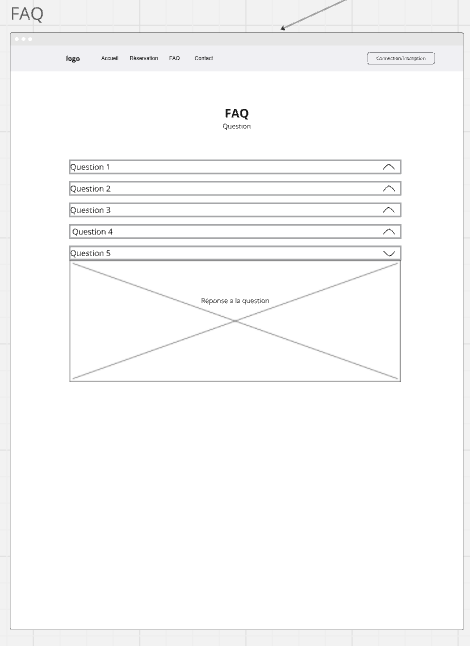 FAQ
logo Accueil Réservation FAQ Contact Connection/Inscription
FAQ
Question
Question 1
Question 2
Question 3
Question 4
Question 5
Réponse a la question